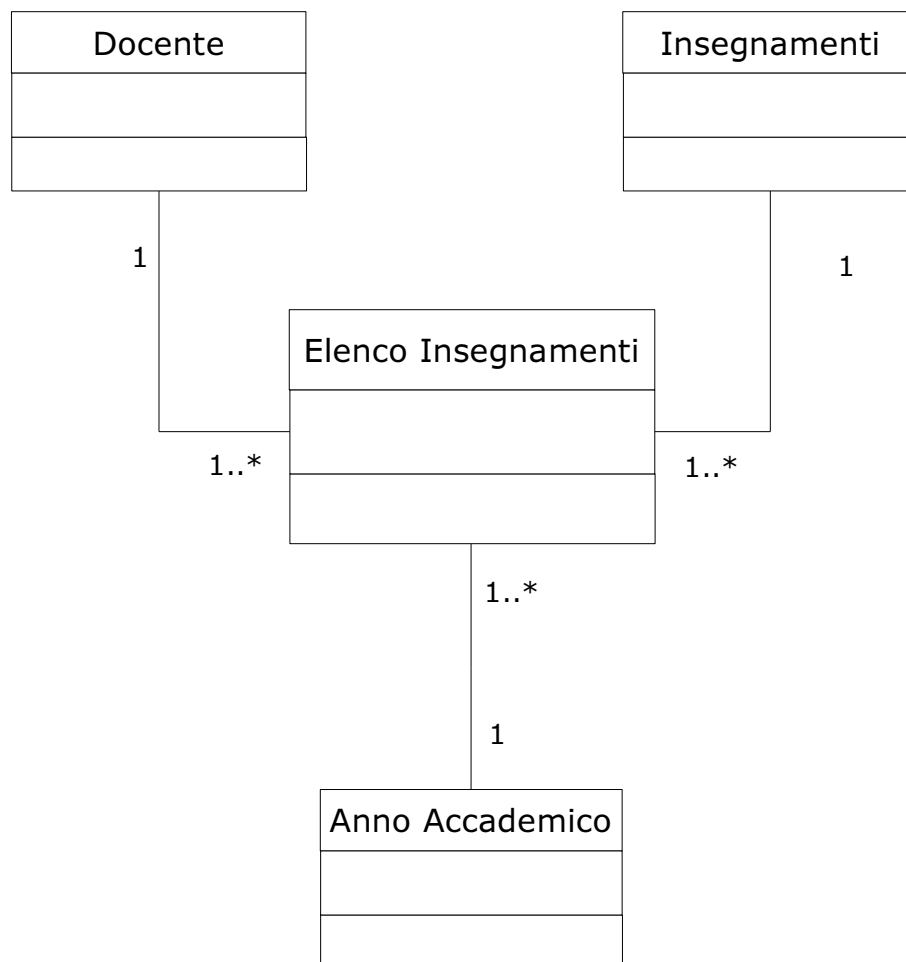 Docente
Insegnamenti
1
1
Elenco Insegnamenti
1..*
1..*
1..*
1
Anno Accademico